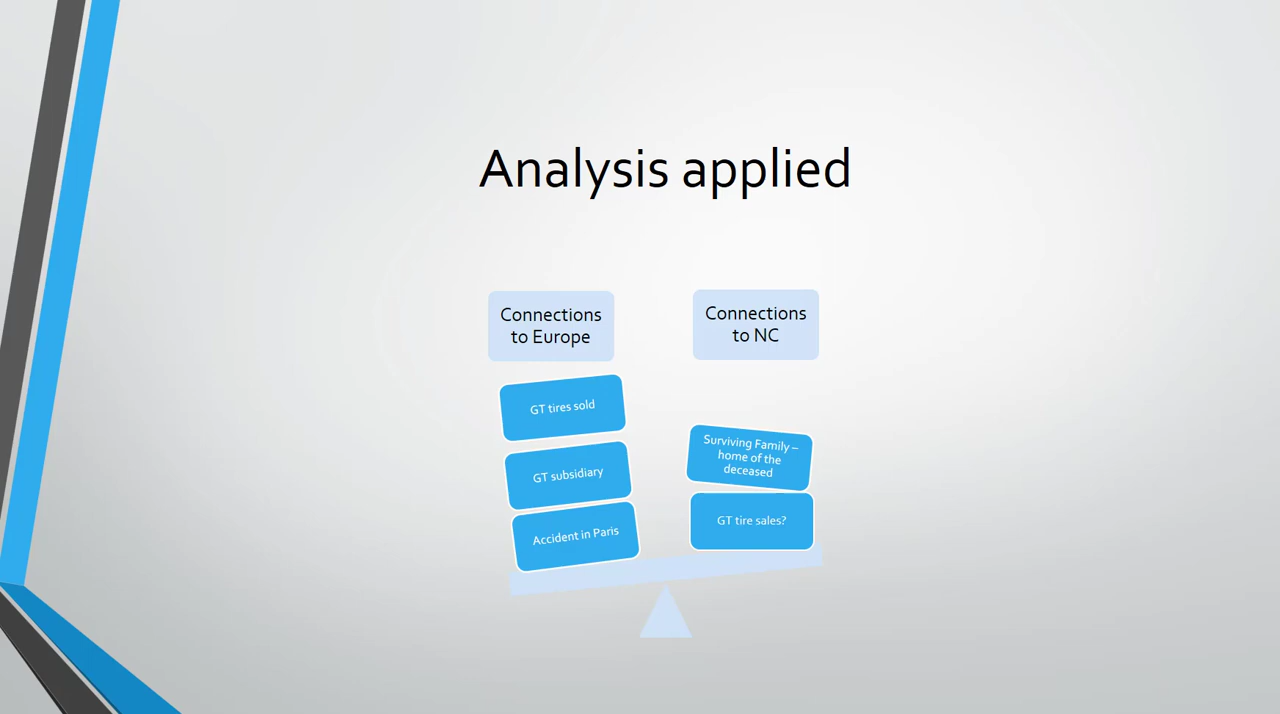 Analysis applied
Connections
to Europe
GT tires sold
GT subsidiary
Accident in Paris
Connections
to NC
Surviving Family –
home of the
deceased
GT tire sales?